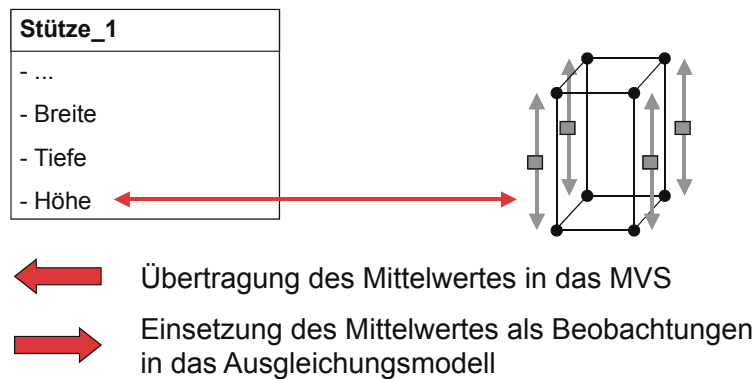 Stütze_1
- ...
- Breite
- Tiefe
- Höhe
Übertragung des Mittelwertes in das MVS
Einsetzung des Mittelwertes als Beobachtungen
in das Ausgleichungsmodell